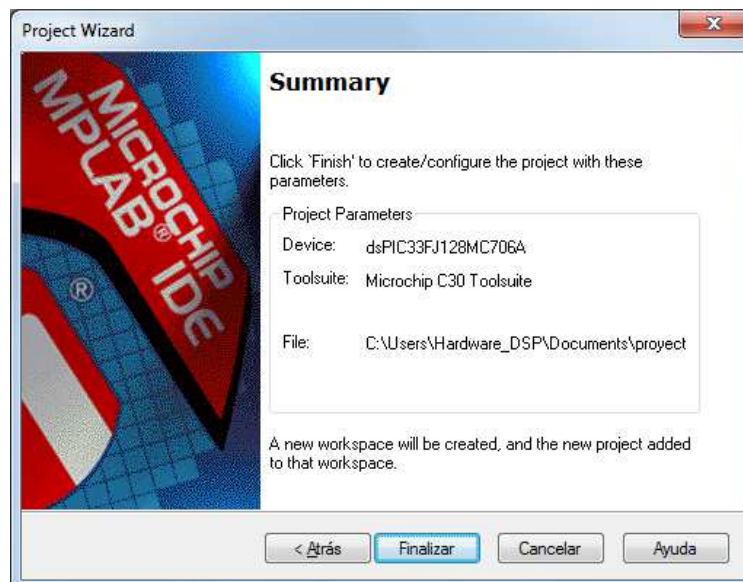 Project Wizard
MICROCHIP
MPLAB® IDE
®
Summary
Click `Finish' to create/configure the project with these
parameters.
Project Parameters
Device: dsPIC33FJ128MC706A
Toolsuite: Microchip C30 Toolsuite
File: C:\Users\Hardware_DSP\Documents\proyect
A new workspace will be created, and the new project added
to that workspace.
< Atrás Finalizar Cancelar Ayuda